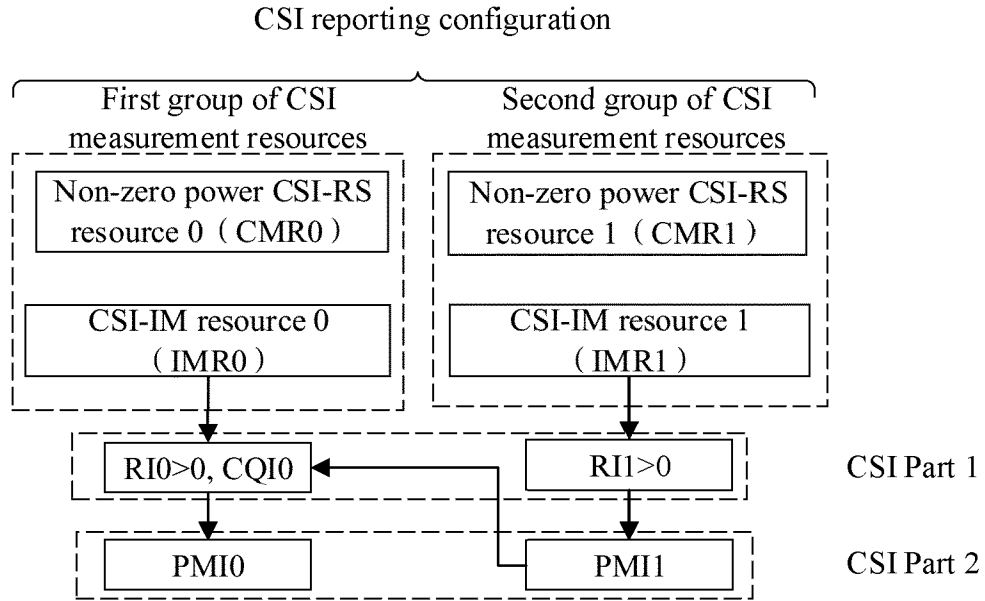 CSI reporting configuration
First group of CSI
measurement resources
Second group of CSI
measurement resources
Non-zero power CSI-RS
resource 0（CMR0）
Non-zero power CSI-RS
resource 1（CMR1）
CSI-IM resource 0
（IMR0）
CSI-IM resource 1
（IMR1）
RI0>0, CQI0
RI1>0
CSI Part 1
PMI0
PMI1
CSI Part 2